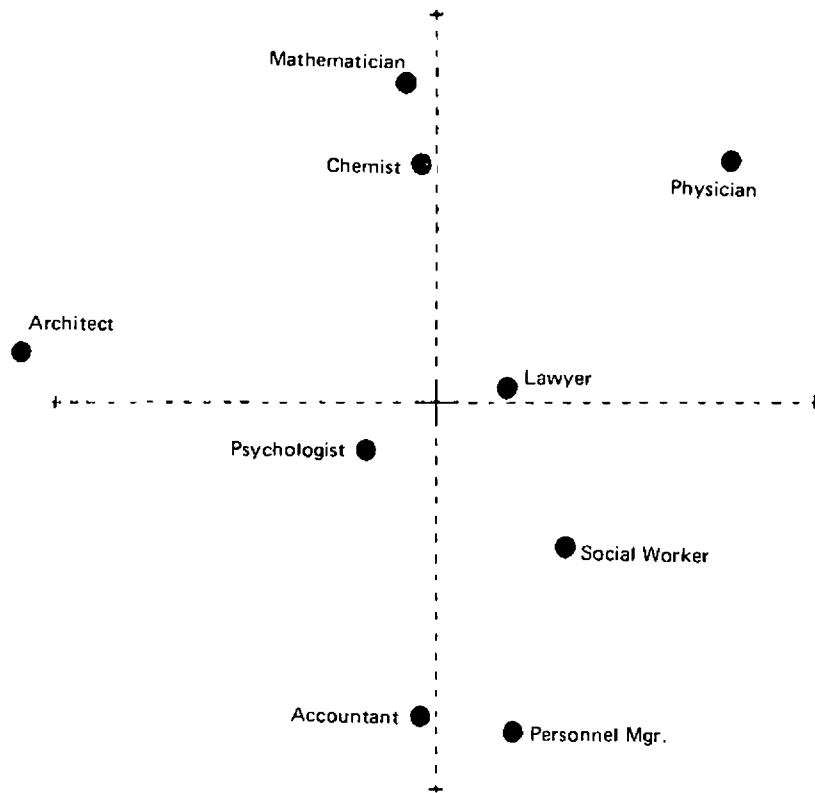 Mathematician
Chemist
Physician
Architect
Lawyer
Psychologist
Social Worker
Accountant
Personnel Mgr.